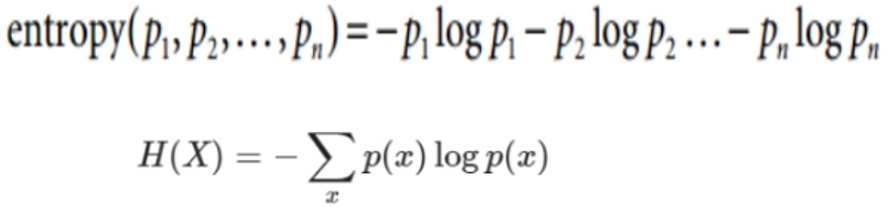 entropy(p₁, p₂, ..., pₙ) = −p₁ log p₁ − p₂ log p₂ ... − pₙ log pₙ
H(X) = − ∑ₓ p(x) log p(x)